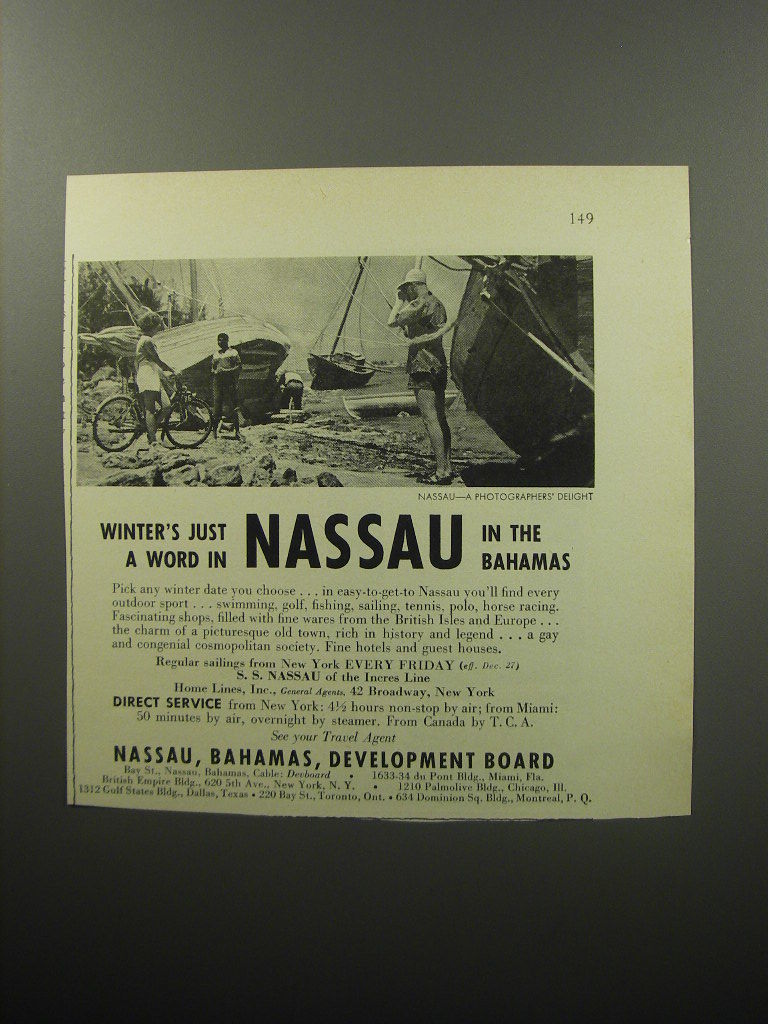 149
NASSAU—A PHOTOGRAPHERS' DELIGHT
WINTER'S JUST
A WORD IN
NASSAU
IN THE
BAHAMAS
Pick any winter date you choose . . . in easy-to-get-to Nassau you'll find every
outdoor sport . . . swimming, golf, fishing, sailing, tennis, polo, horse racing.
Fascinating shops, filled with fine wares from the British Isles and Europe . . .
the charm of a picturesque old town, rich in history and legend . . . a gay
and congenial cosmopolitan society. Fine hotels and guest houses.
Regular sailings from New York EVERY FRIDAY (eff. Dec. 27)
S. S. NASSAU of the Incres Line
Home Lines, Inc., General Agents, 42 Broadway, New York
DIRECT SERVICE from New York: 4½ hours non-stop by air; from Miami:
50 minutes by air, overnight by steamer. From Canada by T. C. A.
See your Travel Agent
NASSAU, BAHAMAS, DEVELOPMENT BOARD
Bay St., Nassau, Bahamas, Cable: Devboard • 1633-34 du Pont Bldg., Miami, Fla.
British Empire Bldg., 620 5th Ave., New York, N. Y. • 1210 Palmolive Bldg., Chicago, Ill.
1312 Gulf States Bldg., Dallas, Texas • 220 Bay St., Toronto, Ont. • 634 Dominion Sq. Bldg., Montreal, P. Q.